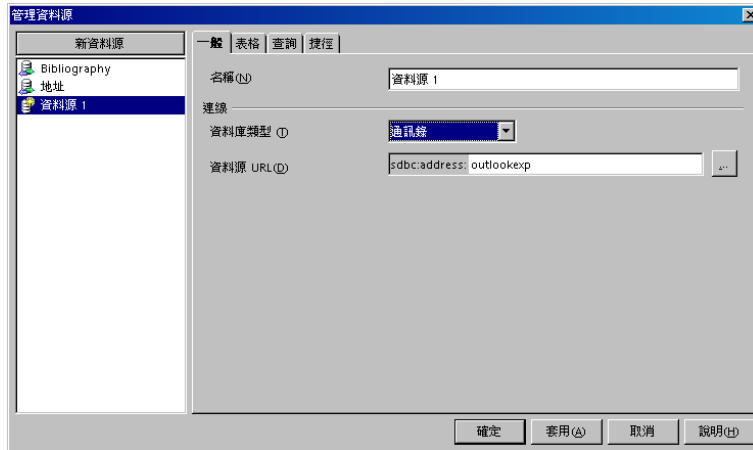 管理資料源
新資料源
Bibliography
地址
資料源 1
一般 表格 查詢 捷徑
名稱(N) 資料源 1
連線
資料庫類型 (T) 通訊錄
資料源 URL(D) sdbc:address: outlookexp ...
確定 套用(A) 取消 說明(H)